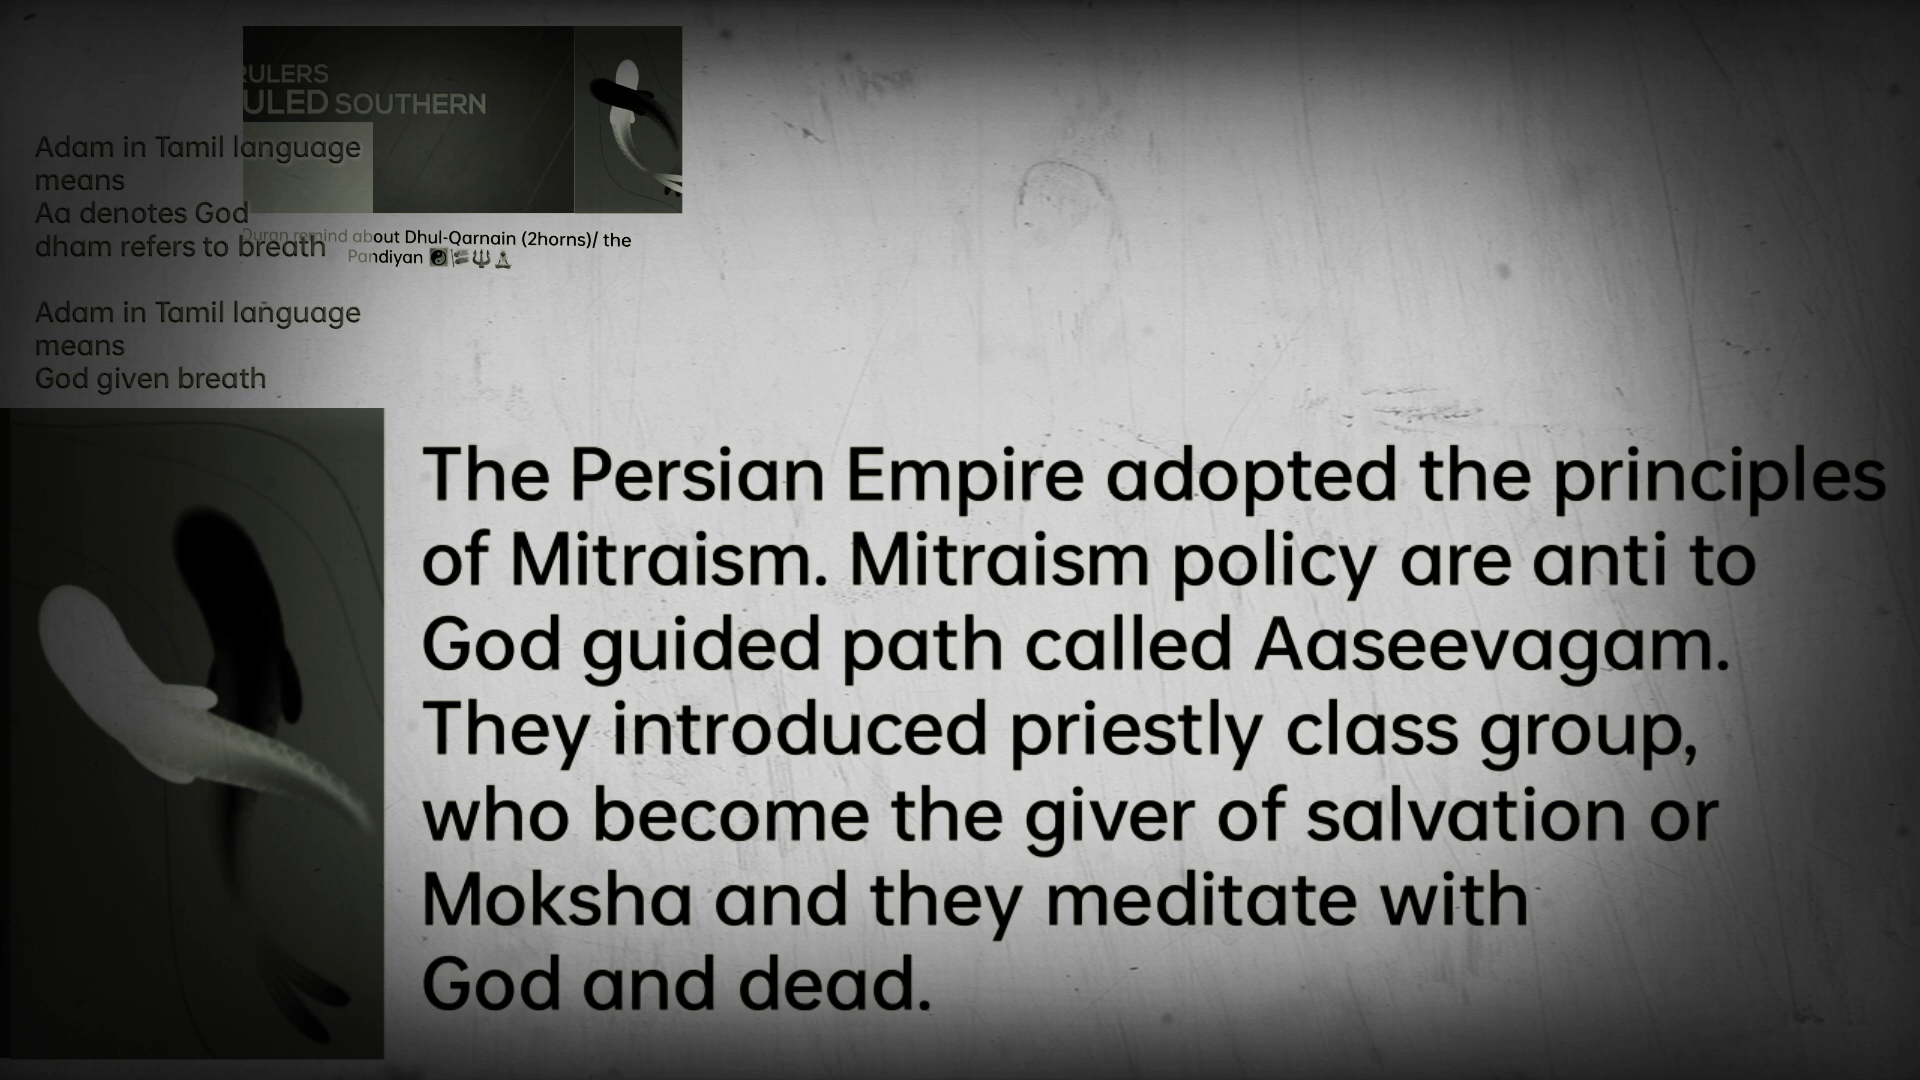 RULERS
ULED SOUTHERN
Adam in Tamil language
means
Aa denotes God
dham refers to breath
Quran remind about Dhul-Qarnain (2horns)/ the
Pandiyan ☯
Adam in Tamil language
means
God given breath
The Persian Empire adopted the principles
of Mitraism. Mitraism policy are anti to
God guided path called Aaseevagam.
They introduced priestly class group,
who become the giver of salvation or
Moksha and they meditate with
God and dead.